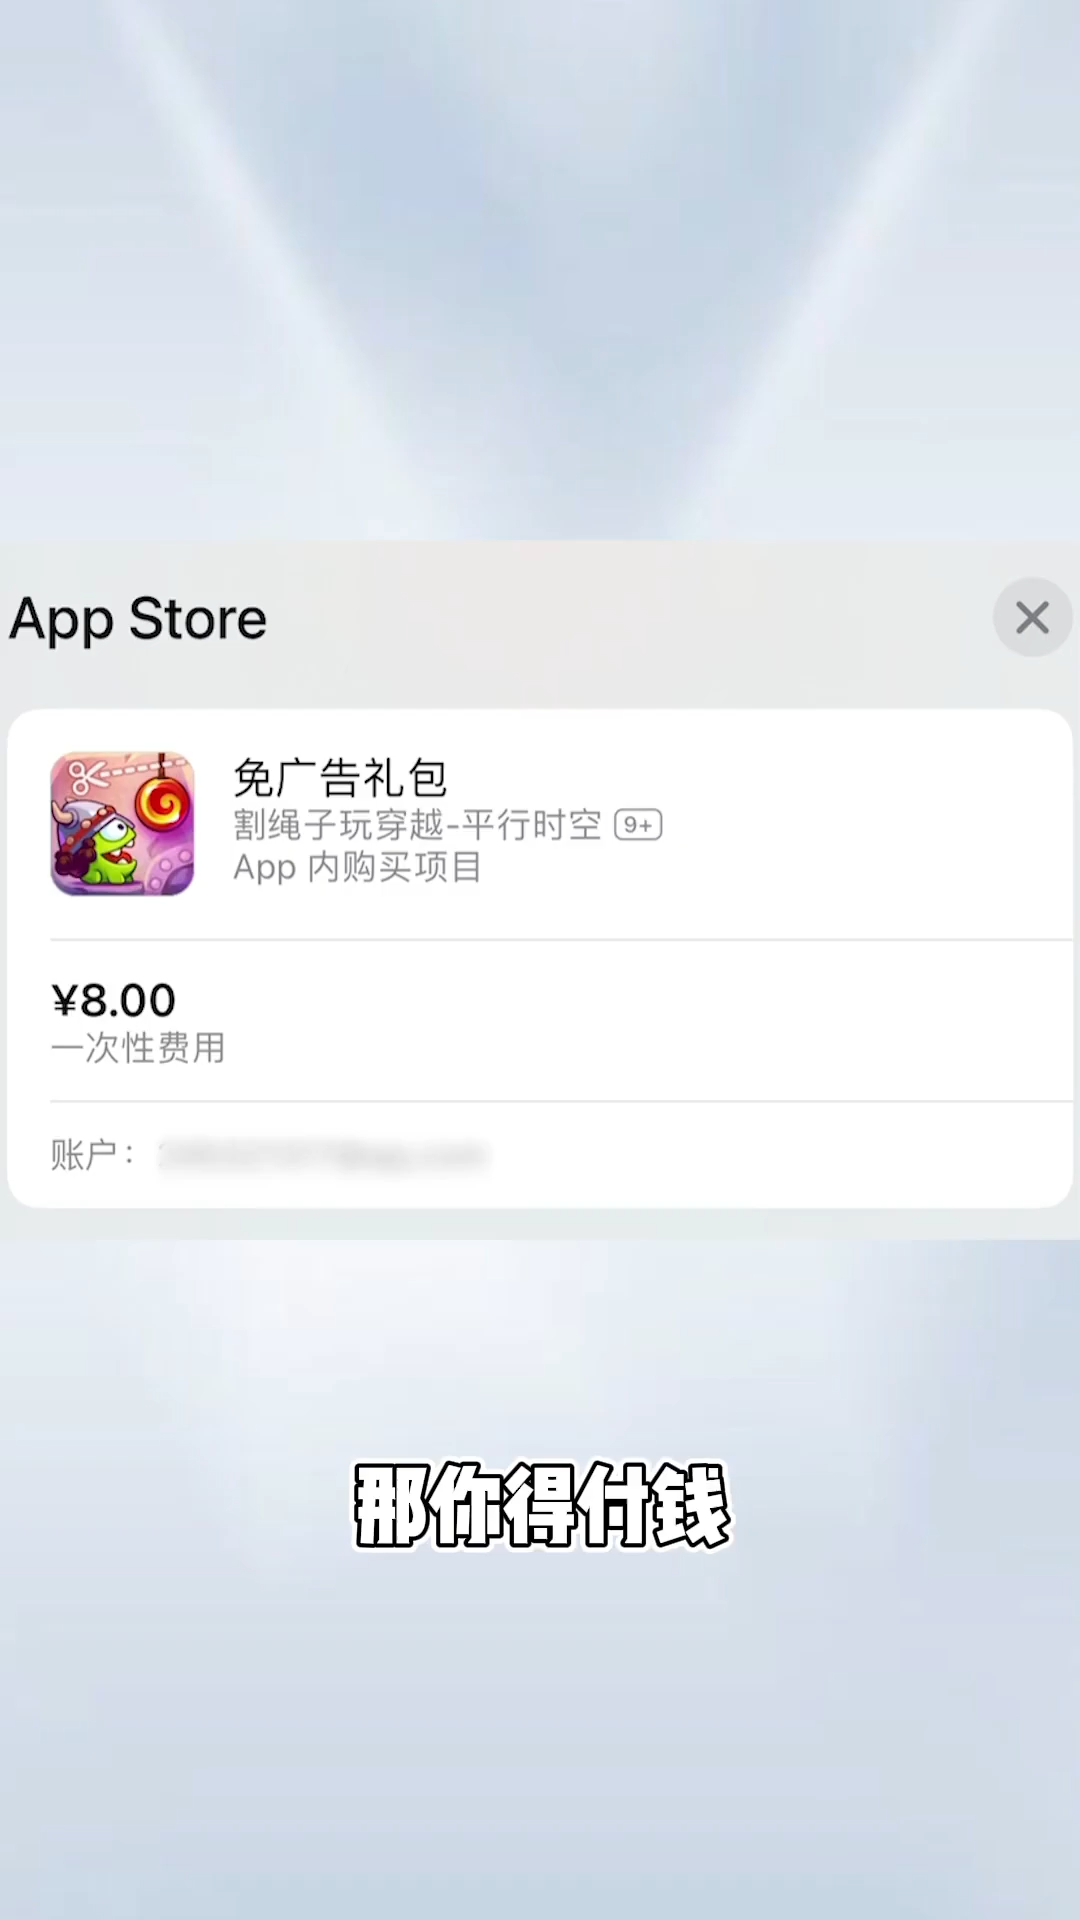 App Store
免广告礼包
割绳子玩穿越-平行时空 9+
App 内购买项目
¥8.00
一次性费用
账户：
那你得付钱